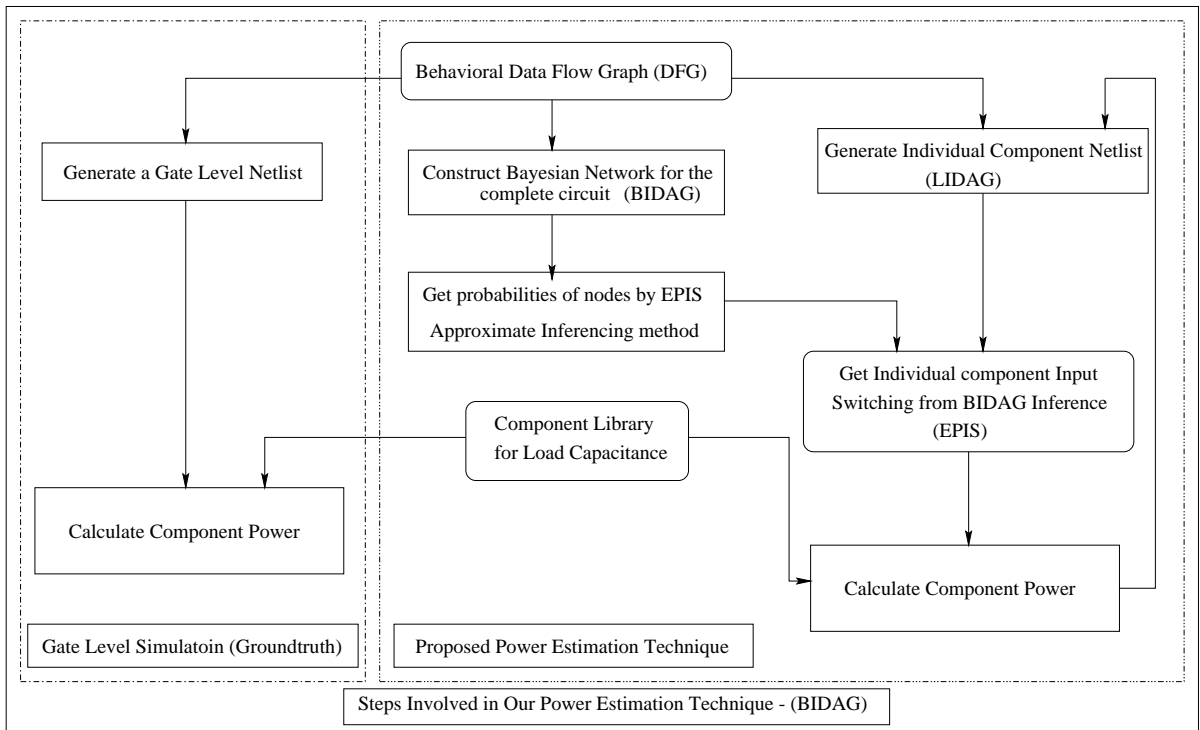 Behavioral Data Flow Graph (DFG)
Generate a Gate Level Netlist
Construct Bayesian Network for the
complete circuit (BIDAG)
Generate Individual Component Netlist
(LIDAG)
Get probabilities of nodes by EPIS
Approximate Inferencing method
Get Individual component Input
Switching from BIDAG Inference
(EPIS)
Component Library
for Load Capacitance
Calculate Component Power
Calculate Component Power
Gate Level Simulatoin (Groundtruth)
Proposed Power Estimation Technique
Steps Involved in Our Power Estimation Technique - (BIDAG)